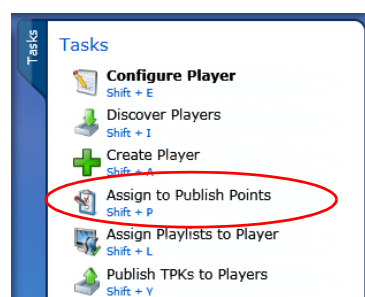 Tasks
Tasks
Configure Player
Shift + E
Discover Players
Shift + I
Create Player
Shift + A
Assign to Publish Points
Shift + P
Assign Playlists to Player
Shift + L
Publish TPKs to Players
Shift + Y